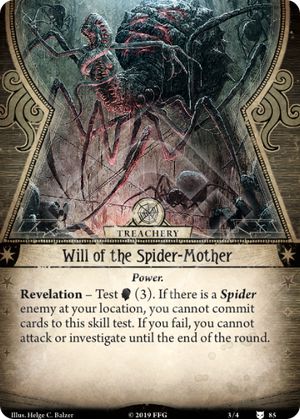 TREACHERY
Will of the Spider-Mother
Power.
Revelation – Test (3). If there is a Spider
enemy at your location, you cannot commit
cards to this skill test. If you fail, you cannot
attack or investigate until the end of the round.
Illus. Helge C. Balzer © 2019 FFG 3/4 85